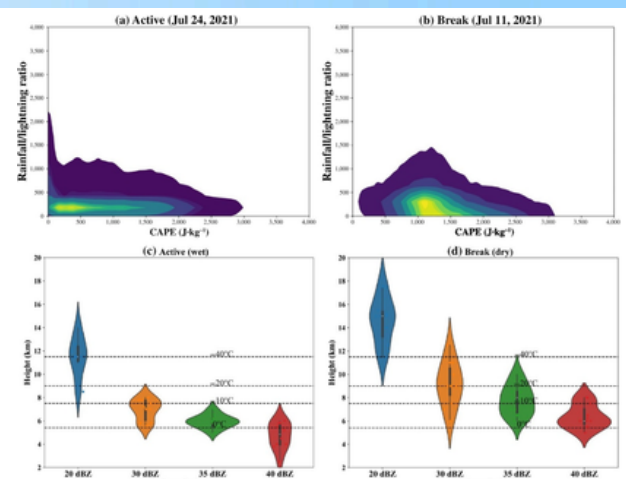 (a) Active (Jul 24, 2021)
(b) Break (Jul 11, 2021)
Rainfall/lightning ratio
4,000
3,500
3,000
2,500
2,000
1,500
1,000
500
0
0 500 1,000 1,500 2,000 2,500 3,000 3,500 4,000
CAPE (J·kg⁻¹)
Rainfall/lightning ratio
4,000
3,500
3,000
2,500
2,000
1,500
1,000
500
0
0 500 1,000 1,500 2,000 2,500 3,000 3,500 4,000
CAPE (J·kg⁻¹)
(c) Active (wet)
(d) Break (dry)
Height (km)
20
18
16
14
12
10
8
6
4
2
−40°C
−20°C
−10°C
0°C
20 dBZ 30 dBZ 35 dBZ 40 dBZ
Height (km)
20
18
16
14
12
10
8
6
4
2
−40°C
−20°C
−10°C
0°C
20 dBZ 30 dBZ 35 dBZ 40 dBZ